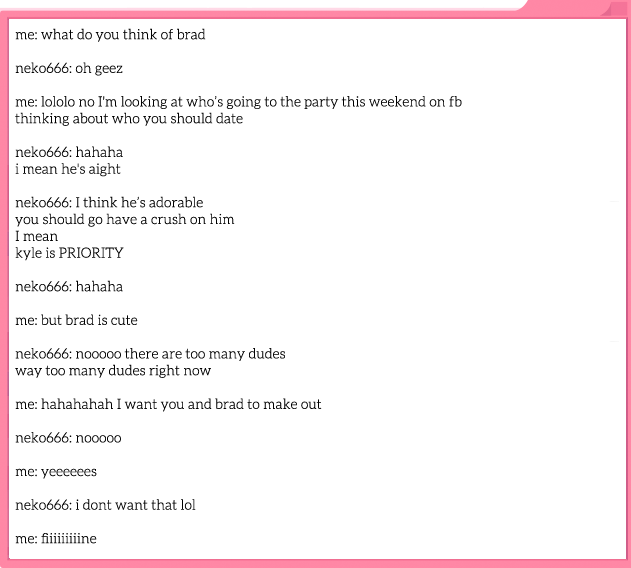 me: what do you think of brad
neko666: oh geez
me: lololo no I'm looking at who's going to the party this weekend on fb
thinking about who you should date
neko666: hahaha
i mean he's aight
neko666: I think he's adorable
you should go have a crush on him
I mean
kyle is PRIORITY
neko666: hahaha
me: but brad is cute
neko666: nooooo there are too many dudes
way too many dudes right now
me: hahahahah I want you and brad to make out
neko666: nooooo
me: yeeeeees
neko666: i dont want that lol
me: fiiiiiiiiine